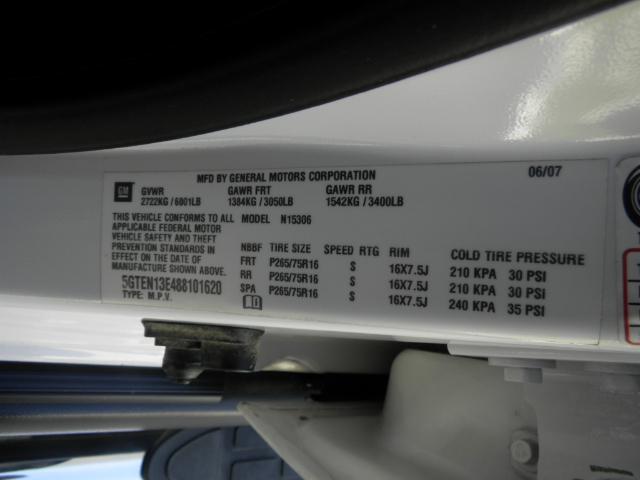 MFD BY GENERAL MOTORS CORPORATION 06/07
GM GVWR GAWR FRT GAWR RR
2722KG / 6001LB 1384KG / 3050LB 1542KG / 3400LB
THIS VEHICLE CONFORMS TO ALL MODEL N15306
APPLICABLE FEDERAL MOTOR
VEHICLE SAFETY AND THEFT
PREVENTION STANDARDS IN
EFFECT ON THE DATE OF
MANUFACTURE SHOWN ABOVE.
5GTEN13E488101620
TYPE: M.P.V.
NBBF TIRE SIZE SPEED RTG RIM COLD TIRE PRESSURE
FRT P265/75R16 S 16X7.5J 210 KPA 30 PSI
RR P265/75R16 S 16X7.5J 210 KPA 30 PSI
SPA P265/75R16 S 16X7.5J 240 KPA 35 PSI